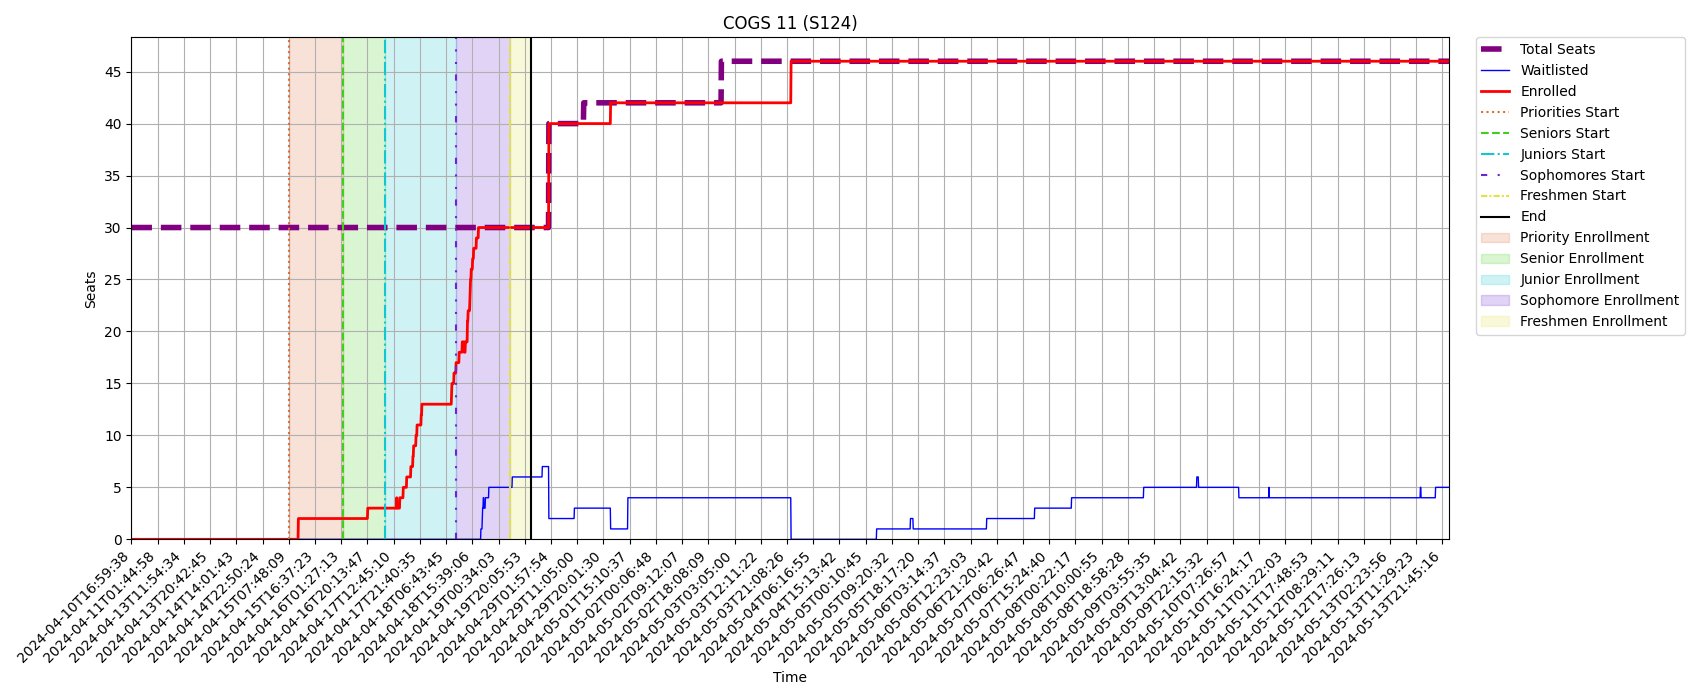 COGS 11 (S124)
Seats
45
40
35
30
25
20
15
10
5
0
2024-04-10T16:59:38
2024-04-11T01:44:58
2024-04-13T11:54:34
2024-04-13T20:42:45
2024-04-14T14:01:43
2024-04-14T22:50:24
2024-04-15T07:48:09
2024-04-15T16:37:23
2024-04-16T01:27:13
2024-04-16T20:13:47
2024-04-17T12:45:10
2024-04-17T21:40:35
2024-04-18T06:43:45
2024-04-18T15:39:06
2024-04-19T00:34:03
2024-04-19T20:05:53
2024-04-29T01:57:54
2024-04-29T11:05:00
2024-04-29T20:01:30
2024-05-01T15:10:37
2024-05-02T00:06:48
2024-05-02T09:12:07
2024-05-02T18:08:09
2024-05-03T03:05:00
2024-05-03T12:11:22
2024-05-03T21:08:26
2024-05-04T06:16:55
2024-05-04T15:13:42
2024-05-05T00:10:45
2024-05-05T09:20:32
2024-05-05T18:17:20
2024-05-06T03:14:37
2024-05-06T12:23:03
2024-05-06T21:20:42
2024-05-07T06:26:47
2024-05-07T15:24:40
2024-05-08T00:22:17
2024-05-08T10:00:55
2024-05-08T18:58:28
2024-05-09T03:55:35
2024-05-09T13:04:42
2024-05-09T22:15:32
2024-05-10T07:26:57
2024-05-10T16:24:17
2024-05-11T01:22:03
2024-05-11T17:48:53
2024-05-12T08:29:11
2024-05-12T17:26:13
2024-05-13T02:23:56
2024-05-13T11:29:23
2024-05-13T21:45:16
Time
Total Seats
Waitlisted
Enrolled
Priorities Start
Seniors Start
Juniors Start
Sophomores Start
Freshmen Start
End
Priority Enrollment
Senior Enrollment
Junior Enrollment
Sophomore Enrollment
Freshmen Enrollment